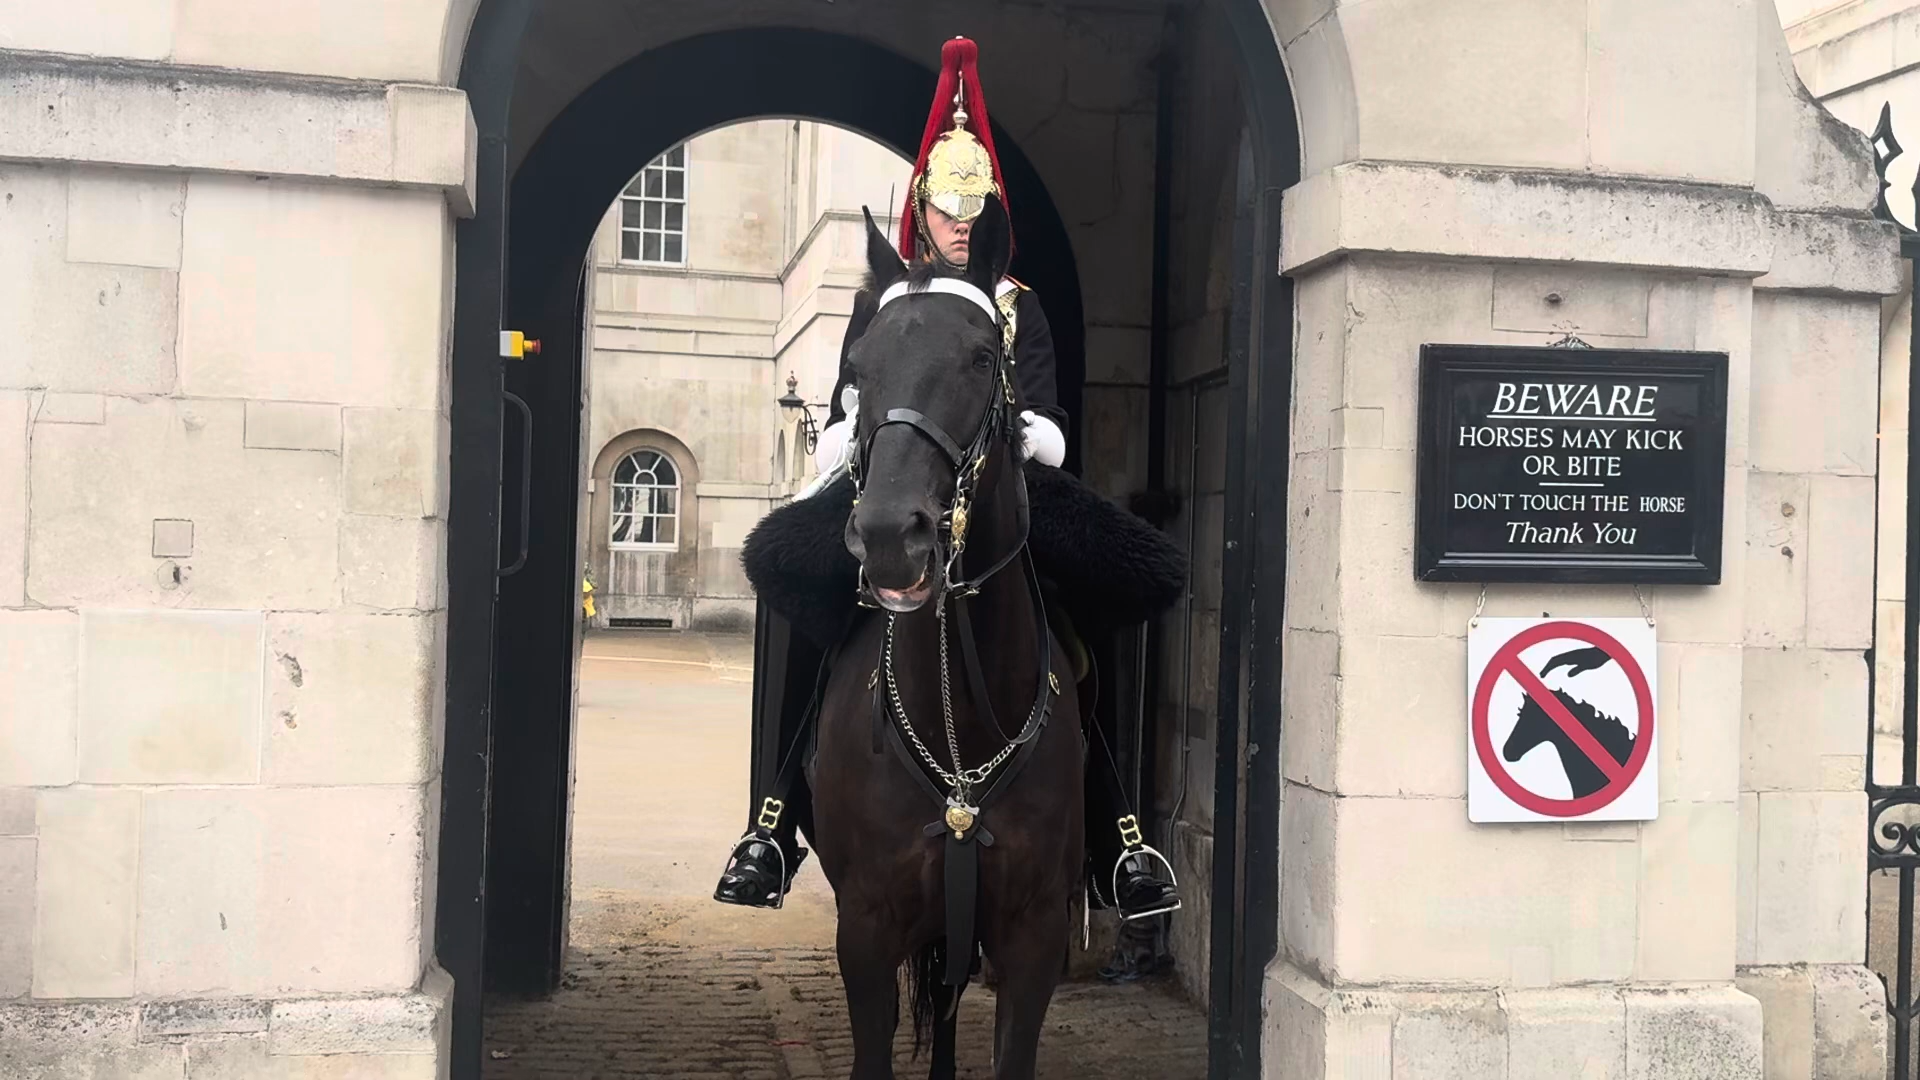 BEWARE
HORSES MAY KICK
OR BITE
DON'T TOUCH THE HORSE
Thank You